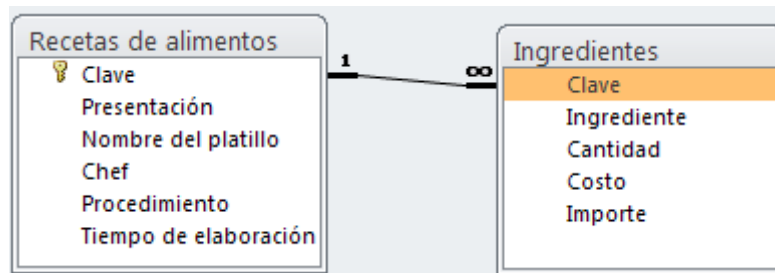 Recetas de alimentos
Clave
Presentación
Nombre del platillo
Chef
Procedimiento
Tiempo de elaboración
1
∞
Ingredientes
Clave
Ingrediente
Cantidad
Costo
Importe